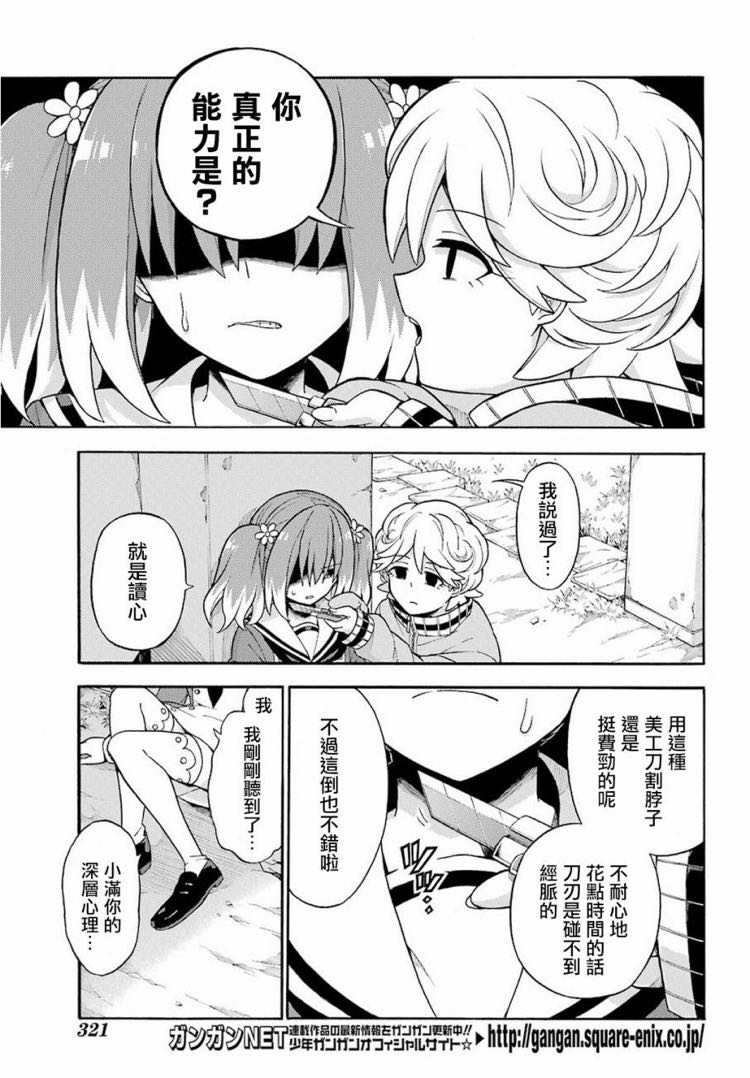 你
真正的
能力是？
我說過了…
就是讀心
用這種
美工刀割脖子
還是
挺費勁的呢
不耐心地
花點時間的話
刀刃是碰不到
經脈的
不過這倒也不錯啦
我
我剛剛聽到了…
小滿你的
深層心理…
321
ガンガンNET 連載作品の最新情報をガンガン更新中!!
少年ガンガンオフィシャルサイト☆
http://gangan.square-enix.co.jp/